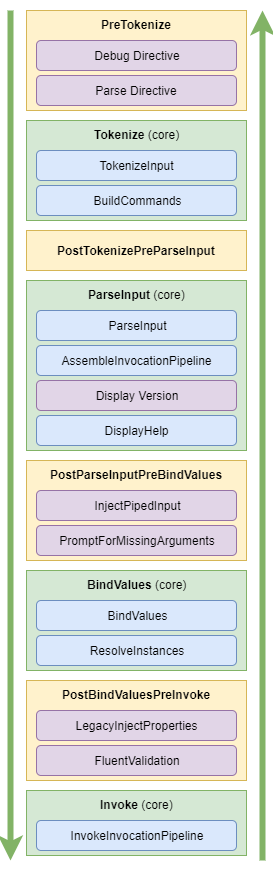 PreTokenize
Debug Directive
Parse Directive
Tokenize (core)
TokenizeInput
BuildCommands
PostTokenizePreParseInput
ParseInput (core)
ParseInput
AssembleInvocationPipeline
Display Version
DisplayHelp
PostParseInputPreBindValues
InjectPipedInput
PromptForMissingArguments
BindValues (core)
BindValues
ResolveInstances
PostBindValuesPreInvoke
LegacyInjectProperties
FluentValidation
Invoke (core)
InvokeInvocationPipeline